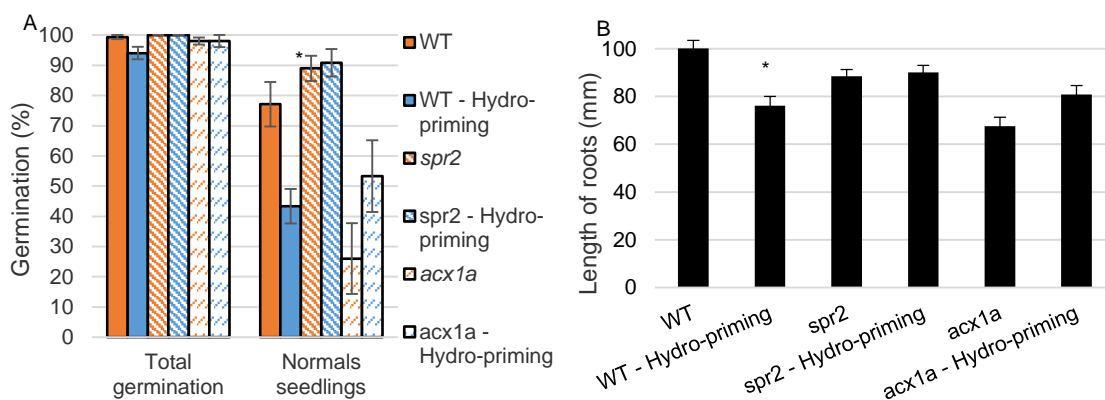 A
100
90
80
70
60
50
40
30
20
10
0
Germination (%)
*
Total
germination
Normals
seedlings
WT
WT - Hydro-
priming
spr2
spr2 - Hydro-
priming
acx1a
acx1a -
Hydro-priming
B
100
80
60
40
20
0
Length of roots (mm)
*
WT
WT - Hydro-priming
spr2
spr2 - Hydro-priming
acx1a
acx1a - Hydro-priming